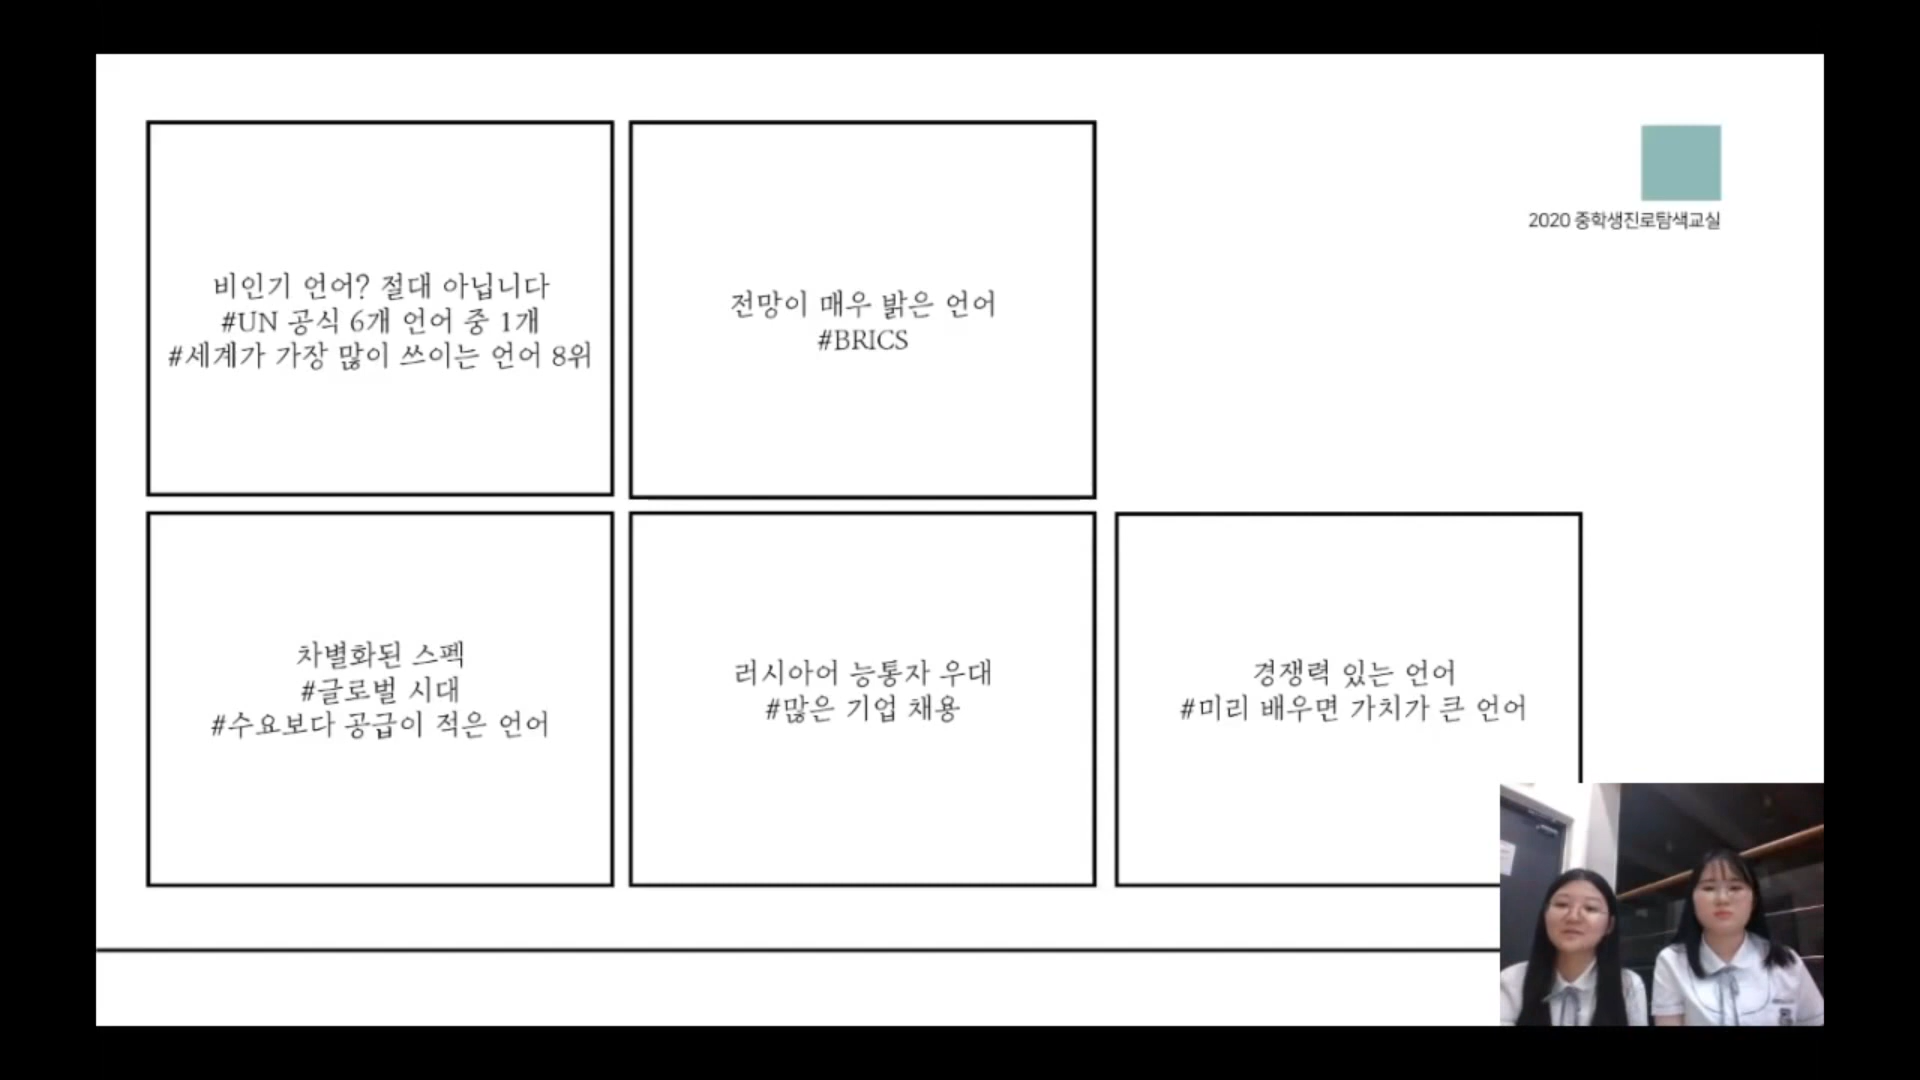 비인기 언어? 절대 아닙니다
#UN 공식 6개 언어 중 1개
#세계가 가장 많이 쓰이는 언어 8위
전망이 매우 밝은 언어
#BRICS
2020 중학생진로탐색교실
차별화된 스펙
#글로벌 시대
#수요보다 공급이 적은 언어
러시아어 능통자 우대
#많은 기업 채용
경쟁력 있는 언어
#미리 배우면 가치가 큰 언어